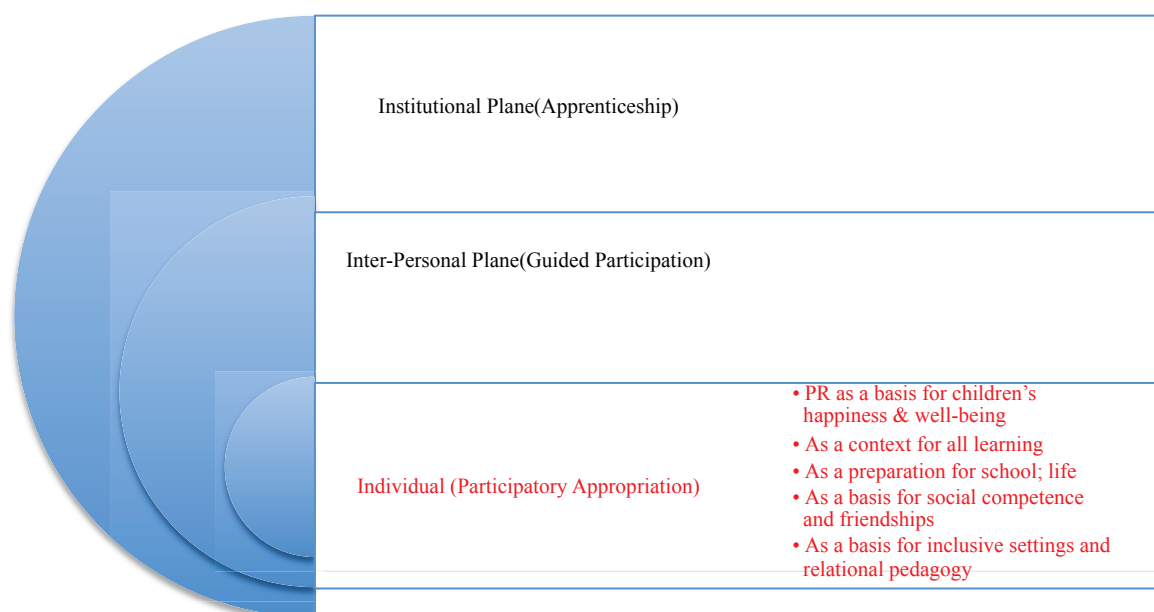 Institutional Plane(Apprenticeship)
Inter-Personal Plane(Guided Participation)
Individual (Participatory Appropriation)
• PR as a basis for children’s
happiness & well-being
• As a context for all learning
• As a preparation for school; life
• As a basis for social competence
and friendships
• As a basis for inclusive settings and
relational pedagogy